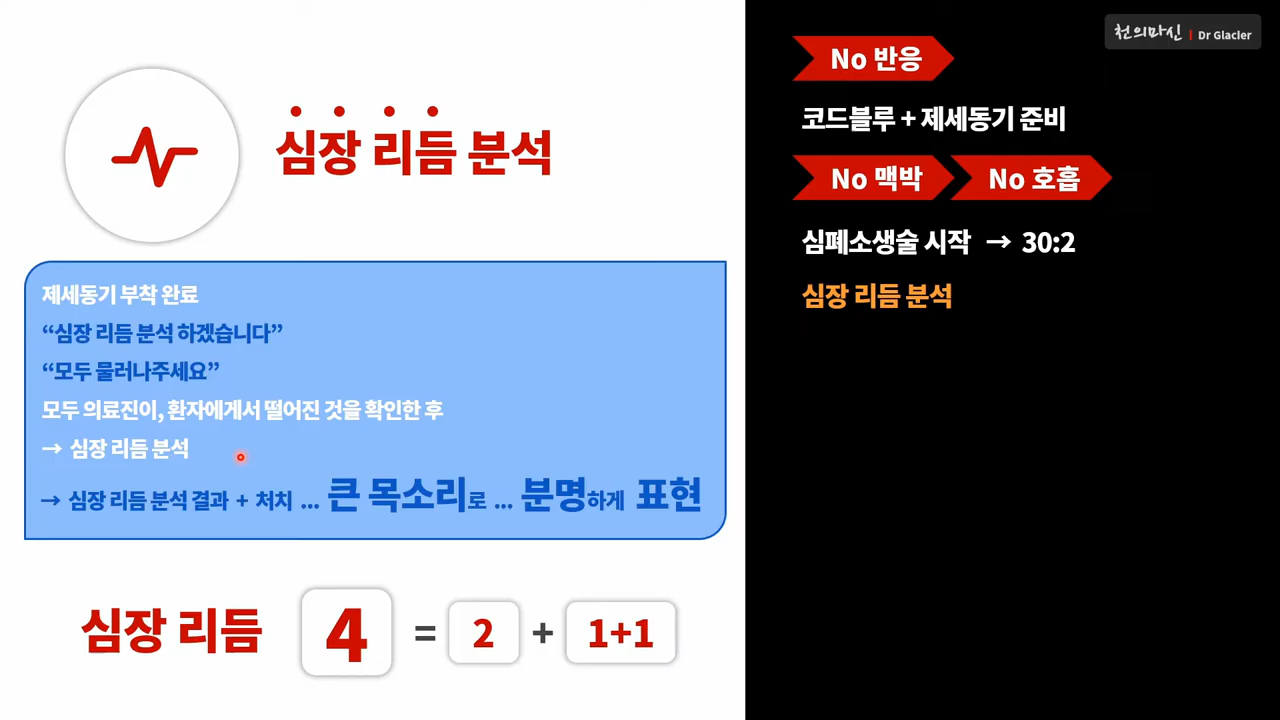 심장 리듬 분석
제세동기 부착 완료
“심장 리듬 분석 하겠습니다”
“모두 물러나주세요”
모두 의료진이, 환자에게서 떨어진 것을 확인한 후
→ 심장 리듬 분석
→ 심장 리듬 분석 결과 + 처치 ... 큰 목소리로 ... 분명하게 표현
심장 리듬 4 = 2 + 1+1
천의마신 | Dr Glacier
No 반응
코드블루 + 제세동기 준비
No 맥박 No 호흡
심폐소생술 시작 → 30:2
심장 리듬 분석